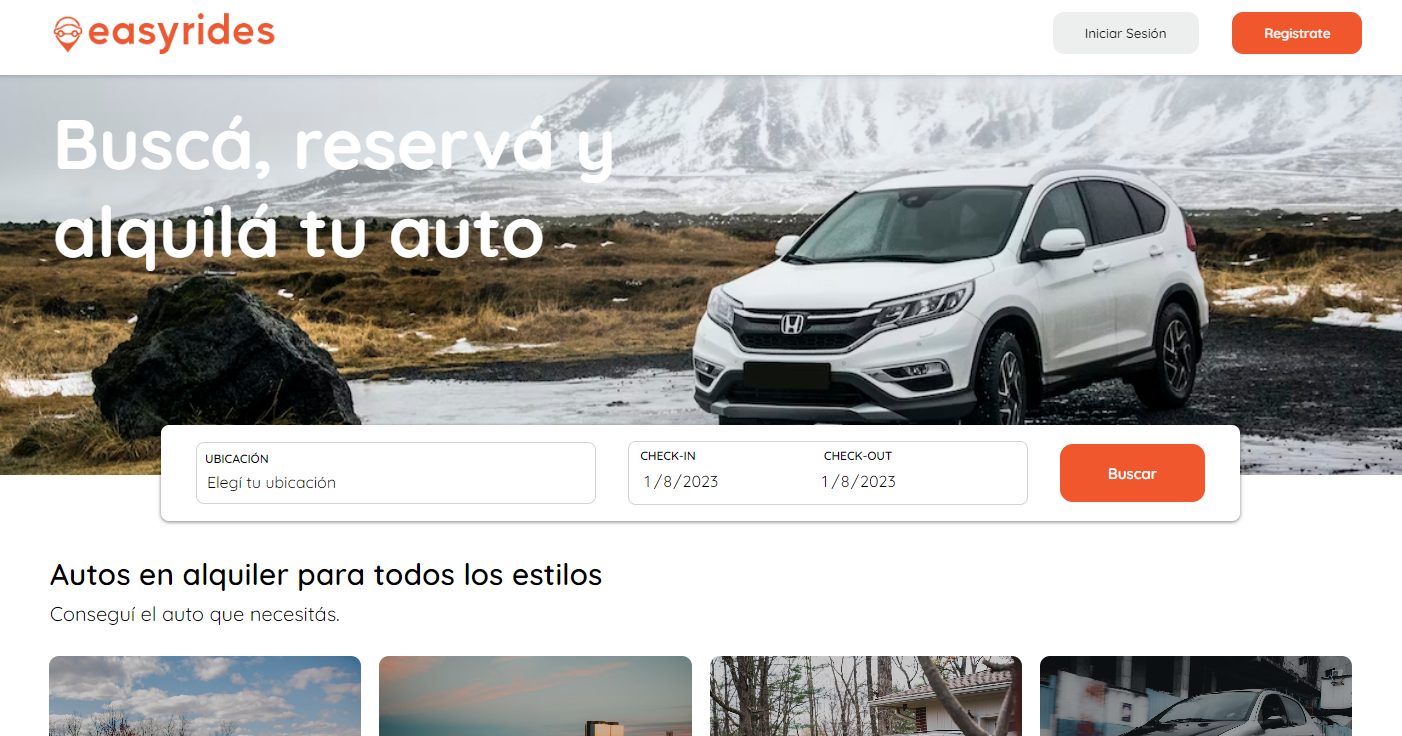 easyrides
Iniciar Sesión
Registrate
Buscá, reservá y
alquilá tu auto
UBICACIÓN
Elegí tu ubicación
CHECK-IN
1/8/2023
CHECK-OUT
1/8/2023
Buscar
Autos en alquiler para todos los estilos
Conseguí el auto que necesitás.